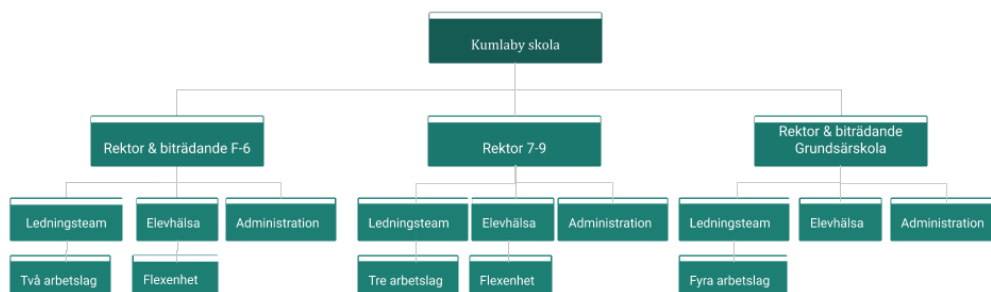 Kumlaby skola
Rektor & biträdande F-6
Rektor 7-9
Rektor & biträdande
Grundsärskola
Ledningsteam
Elevhälsa
Administration
Ledningsteam
Elevhälsa
Administration
Ledningsteam
Elevhälsa
Administration
Två arbetslag
Flexenhet
Tre arbetslag
Flexenhet
Fyra arbetslag